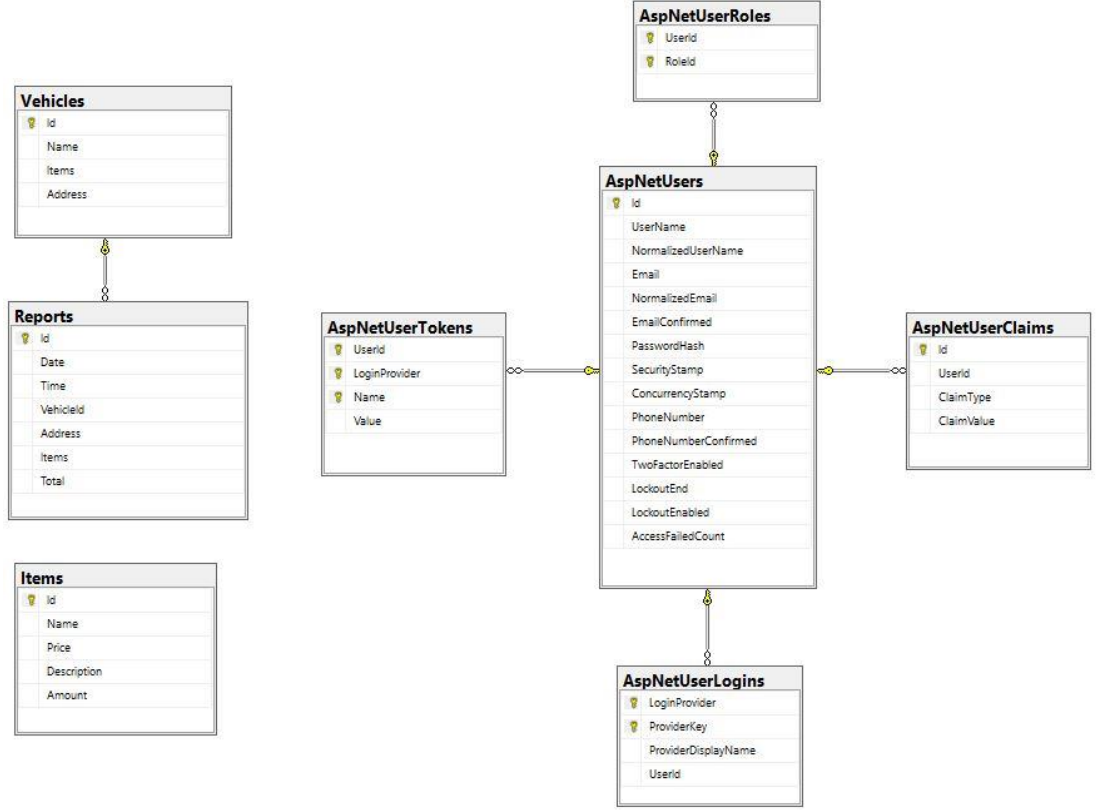 AspNetUserRoles
UserId
RoleId
Vehicles
Id
Name
Items
Address
AspNetUsers
Id
UserName
NormalizedUserName
Email
NormalizedEmail
EmailConfirmed
PasswordHash
SecurityStamp
ConcurrencyStamp
PhoneNumber
PhoneNumberConfirmed
TwoFactorEnabled
LockoutEnd
LockoutEnabled
AccessFailedCount
Reports
Id
Date
Time
VehicleId
Address
Items
Total
AspNetUserTokens
UserId
LoginProvider
Name
Value
AspNetUserClaims
Id
UserId
ClaimType
ClaimValue
Items
Id
Name
Price
Description
Amount
AspNetUserLogins
LoginProvider
ProviderKey
ProviderDisplayName
UserId